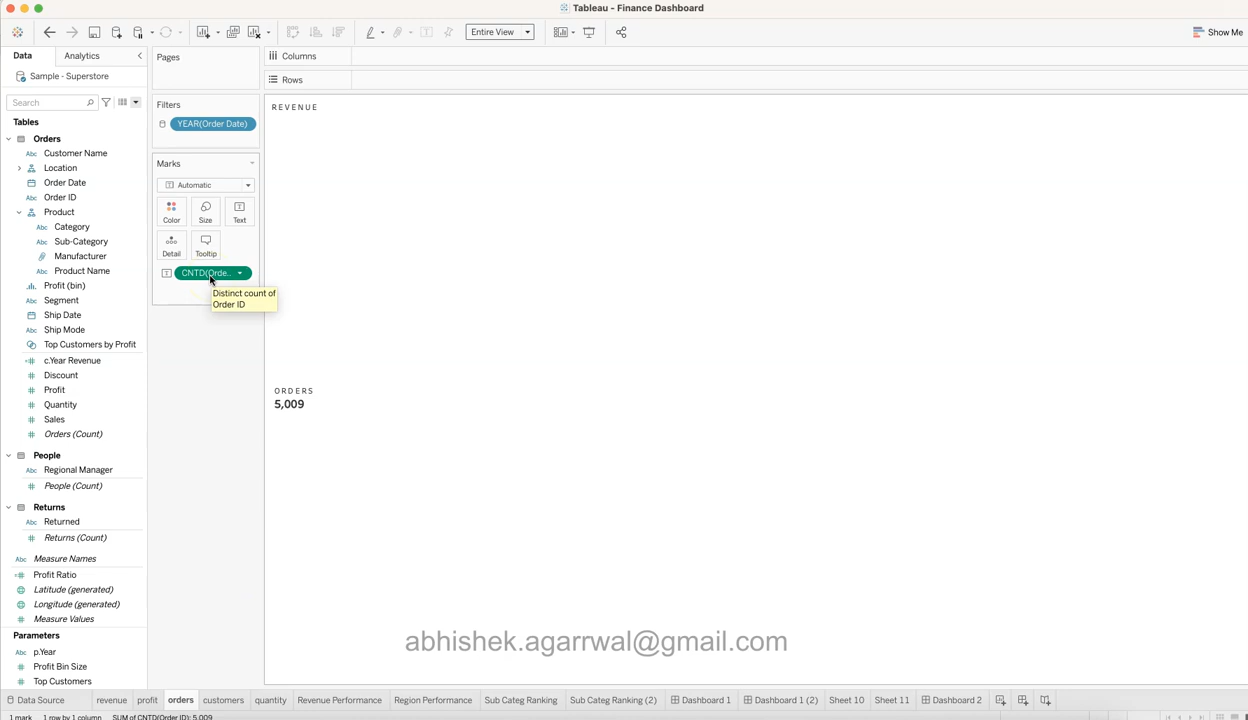 Tableau - Finance Dashboard
Entire View
Show Me
Data
Analytics
Sample - Superstore
Search
Tables
Orders
Customer Name
Location
Order Date
Order ID
Product
Category
Sub-Category
Manufacturer
Product Name
Profit (bin)
Segment
Ship Date
Ship Mode
Top Customers by Profit
c.Year Revenue
Discount
Profit
Quantity
Sales
Orders (Count)
People
Regional Manager
People (Count)
Returns
Returned
Returns (Count)
Measure Names
Profit Ratio
Latitude (generated)
Longitude (generated)
Measure Values
Parameters
p.Year
Profit Bin Size
Top Customers
Pages
Filters
YEAR(Order Date)
Marks
Automatic
Color
Size
Text
Detail
Tooltip
CNTD(Orde..
Distinct count of
Order ID
Columns
Rows
REVENUE
ORDERS
5,009
abhishek.agarrwal@gmail.com
Data Source
revenue
profit
orders
customers
quantity
Revenue Performance
Region Performance
Sub Categ Ranking
Sub Categ Ranking (2)
Dashboard 1
Dashboard 1 (2)
Sheet 10
Sheet 11
Dashboard 2
1 mark
1 row by 1 column
SUM of CNTD(Order ID): 5,009